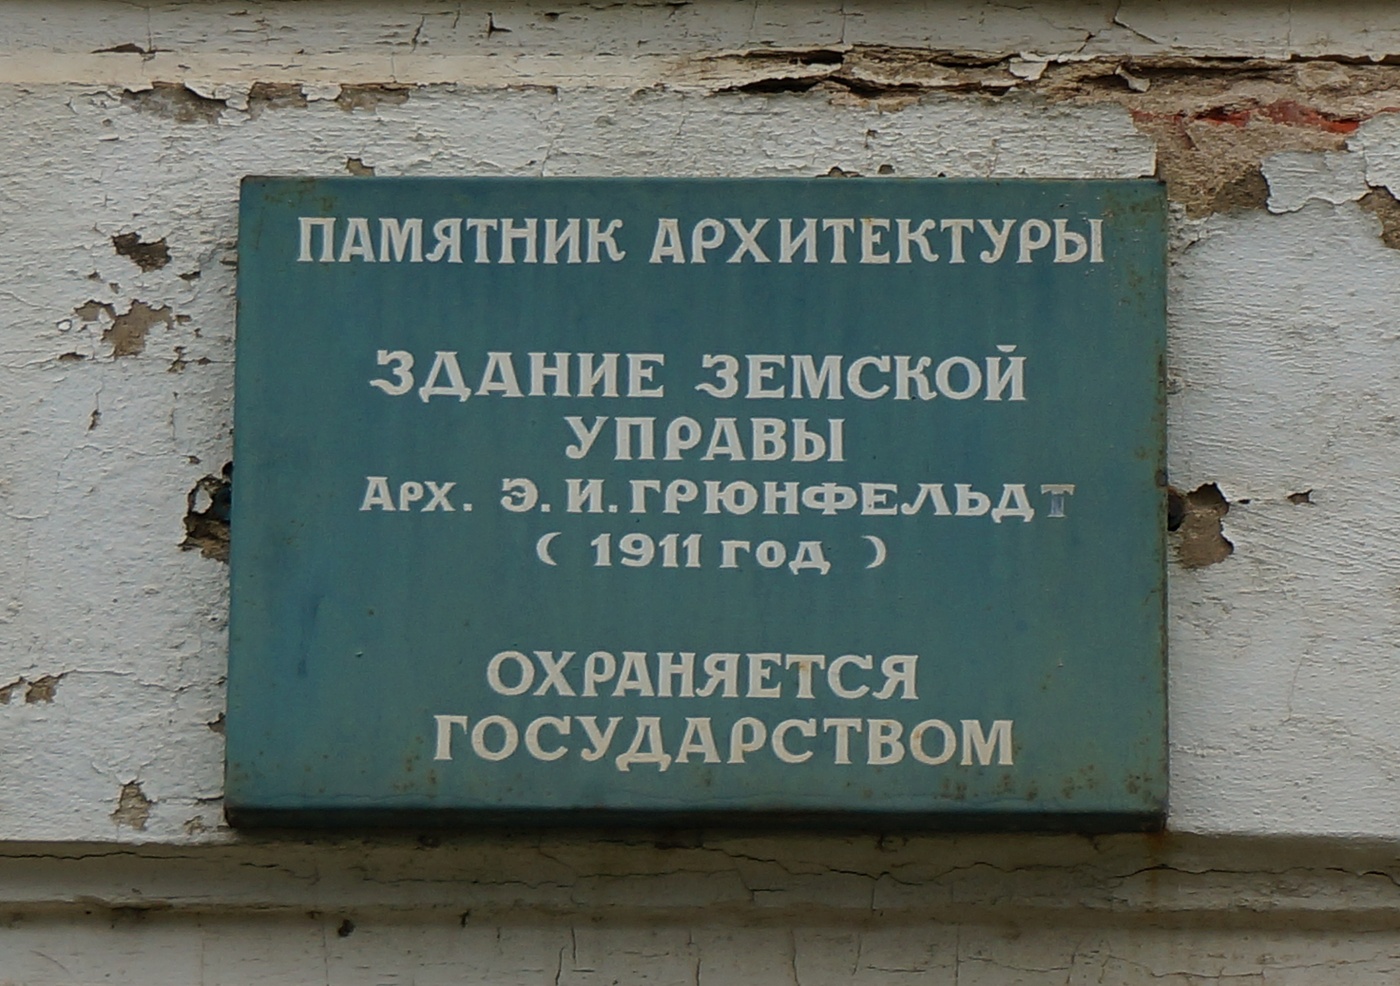 ПАМЯТНИК АРХИТЕКТУРЫ
ЗДАНИЕ ЗЕМСКОЙ
УПРАВЫ
АРХ. Э.И.ГРЮНФЕЛЬДТ
( 1911 ГОД )
ОХРАНЯЕТСЯ
ГОСУДАРСТВОМ